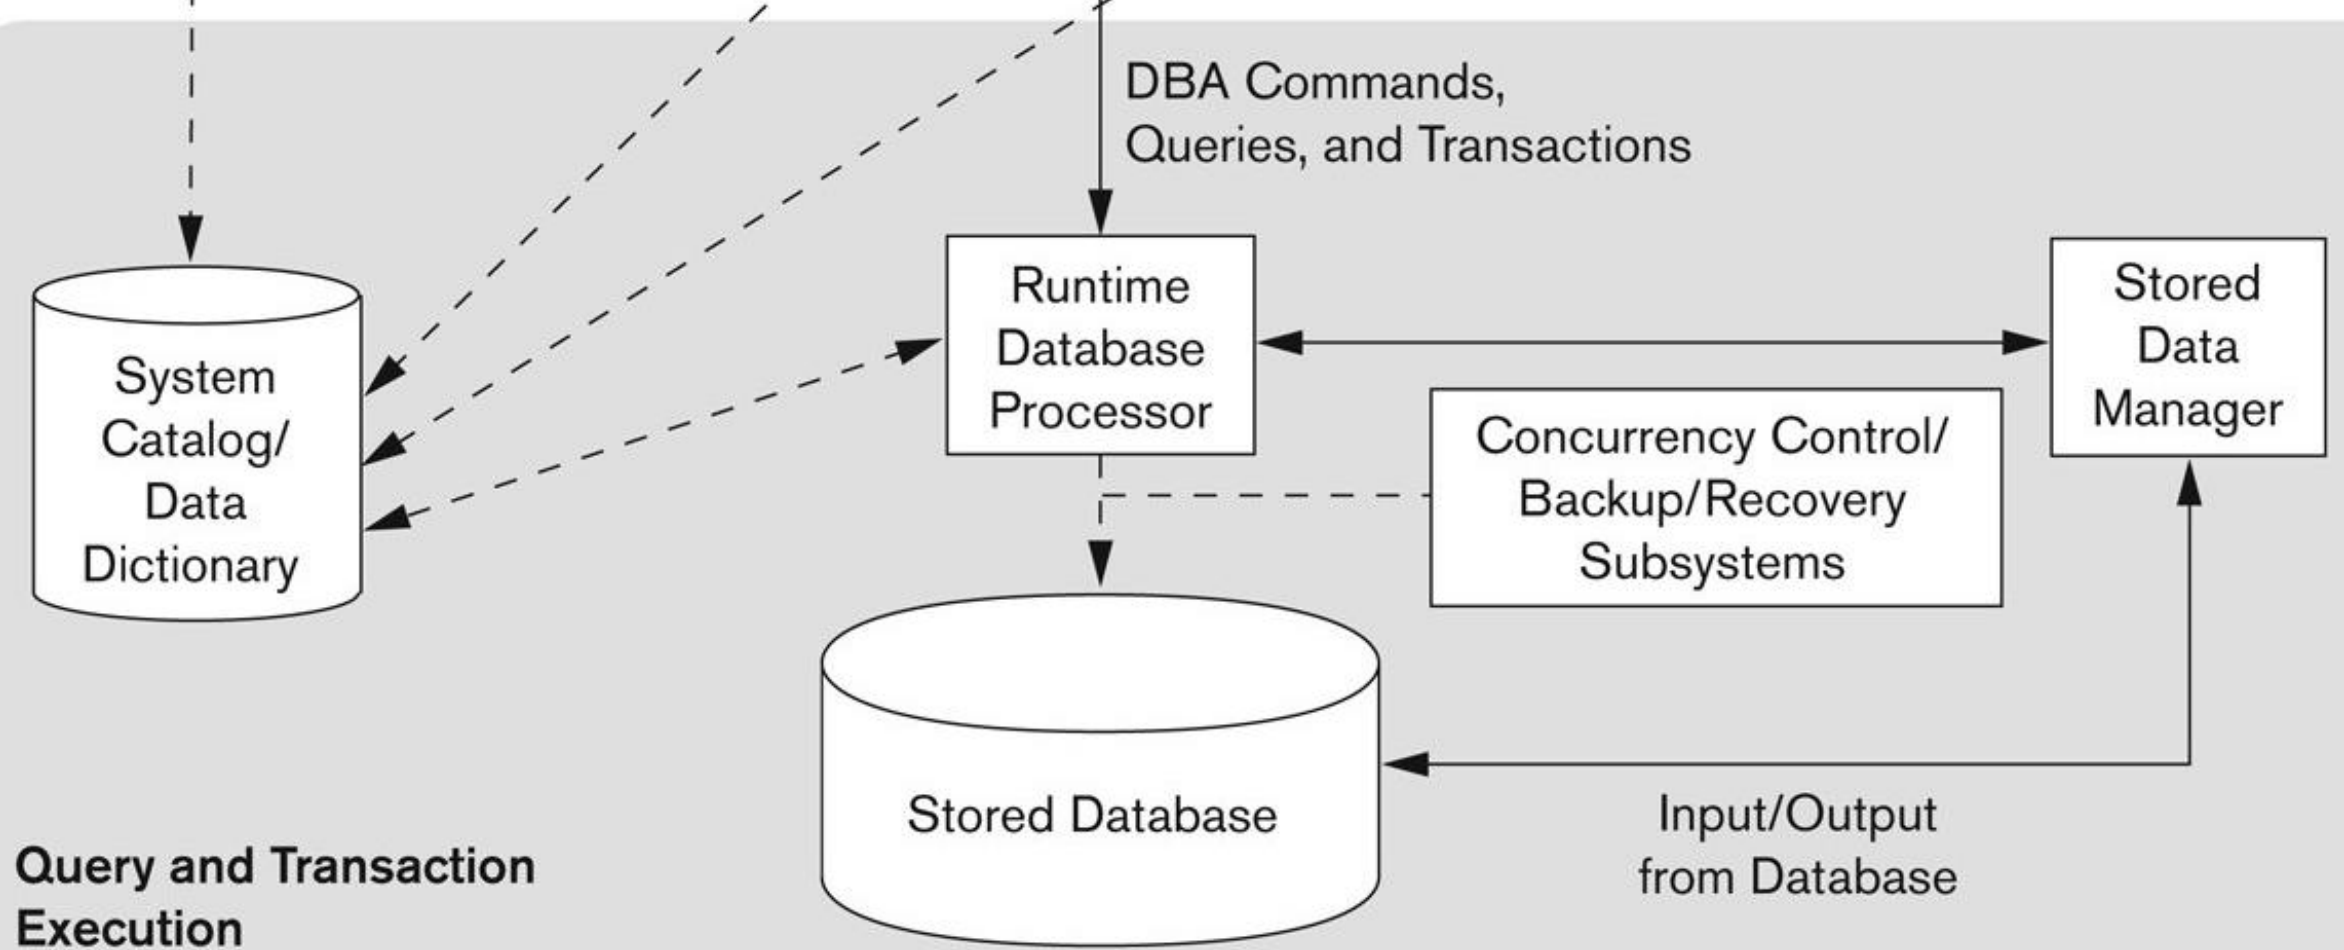 DBA Commands,
Queries, and Transactions
Runtime
Database
Processor
Stored
Data
Manager
System
Catalog/
Data
Dictionary
Concurrency Control/
Backup/Recovery
Subsystems
Stored Database
Input/Output
from Database
Query and Transaction
Execution